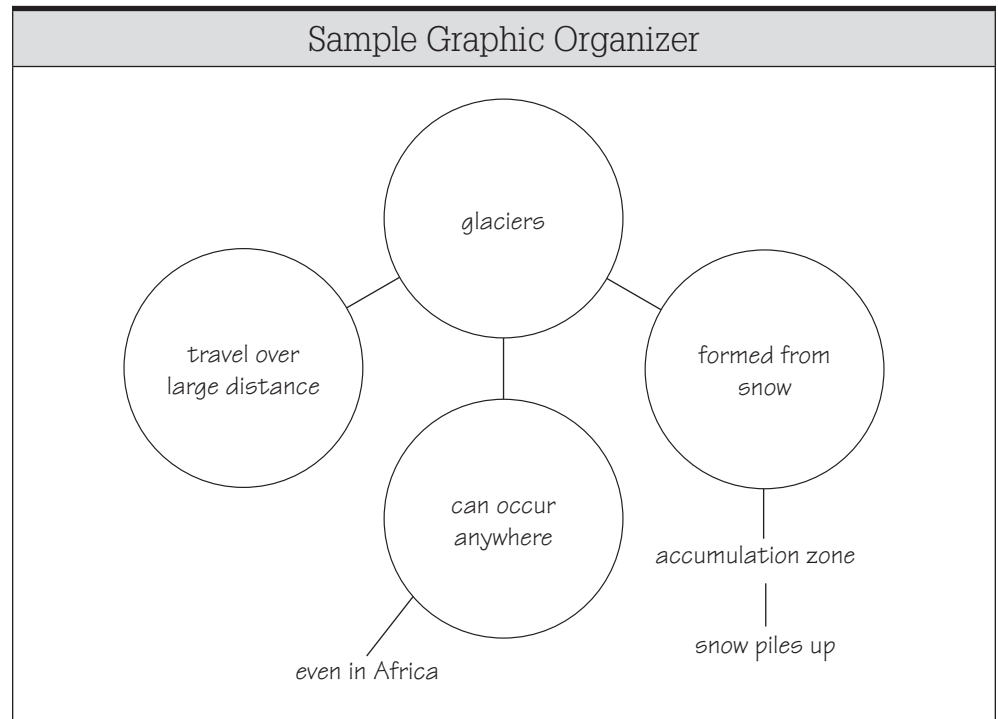 Sample Graphic Organizer
glaciers
travel over
large distance
can occur
anywhere
even in Africa
formed from
snow
accumulation zone
snow piles up